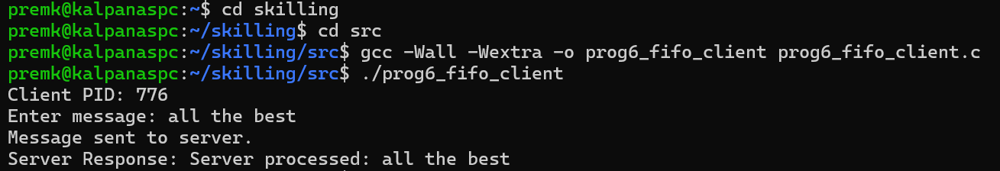 premk@kalpanaspc:~$ cd skilling
premk@kalpanaspc:~/skilling$ cd src
premk@kalpanaspc:~/skilling/src$ gcc -Wall -Wextra -o prog6_fifo_client prog6_fifo_client.c
premk@kalpanaspc:~/skilling/src$ ./prog6_fifo_client
Client PID: 776
Enter message: all the best
Message sent to server.
Server Response: Server processed: all the best